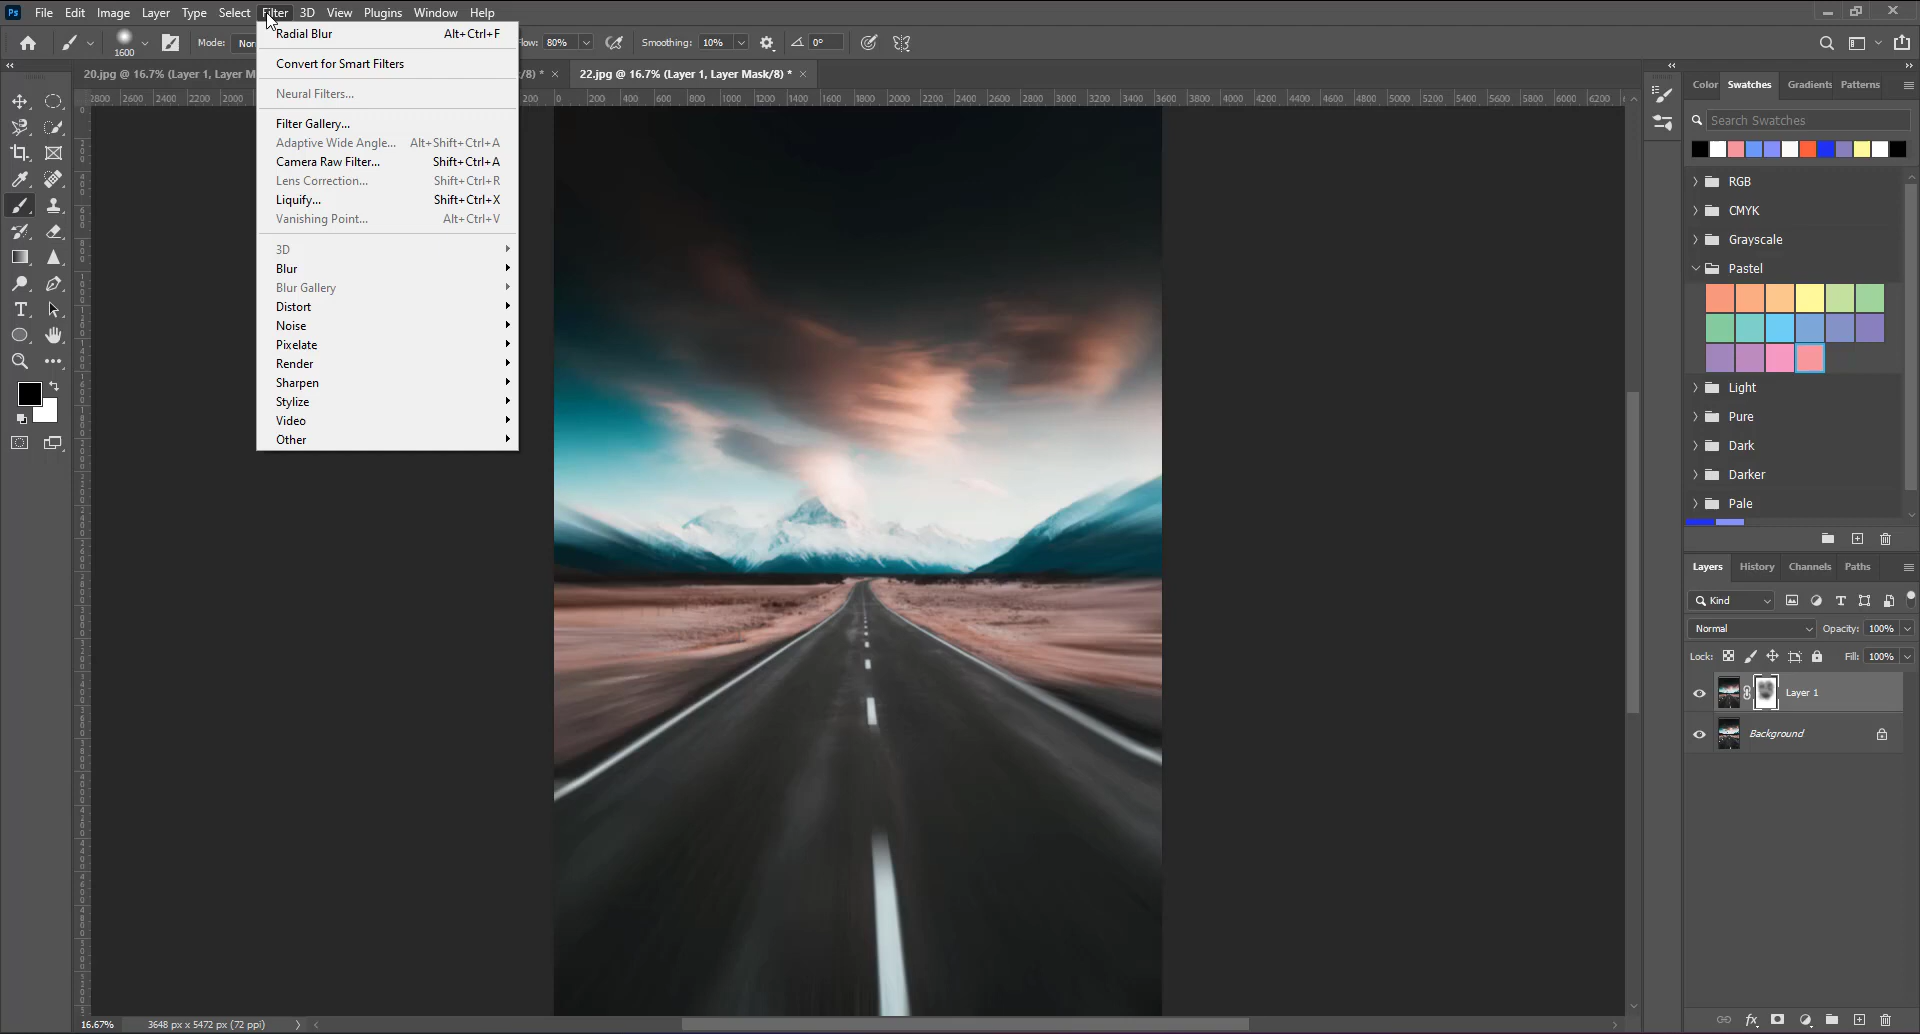 Ps File Edit Image Layer Type Select Filter 3D View Plugins Window Help
1600 Mode: Flow: 80% Smoothing: 10% 0°
20.jpg @ 16.7% (Layer 1, Layer M
22.jpg @ 16.7% (Layer 1, Layer Mask/8) *
Radial Blur Alt+Ctrl+F
Convert for Smart Filters
Neural Filters...
Filter Gallery...
Adaptive Wide Angle... Alt+Shift+Ctrl+A
Camera Raw Filter... Shift+Ctrl+A
Lens Correction... Shift+Ctrl+R
Liquify... Shift+Ctrl+X
Vanishing Point... Alt+Ctrl+V
3D
Blur
Blur Gallery
Distort
Noise
Pixelate
Render
Sharpen
Stylize
Video
Other
2800 2600 2400 2200
200 0 200 400 600 800 1000 1200 1400 1600 1800 2000 2200 2400 2600 2800 3000 3200 3400 3600 3800 4000 4200 4400 4600 4800 5000 5200 5400 5600 5800 6000 6200
Color Swatches Gradients Patterns
Search Swatches
RGB
CMYK
Grayscale
Pastel
Light
Pure
Dark
Darker
Pale
Layers History Channels Paths
Kind
Normal Opacity: 100%
Lock: Fill: 100%
Layer 1
Background
16.67% 3648 px x 5472 px (72 ppi)